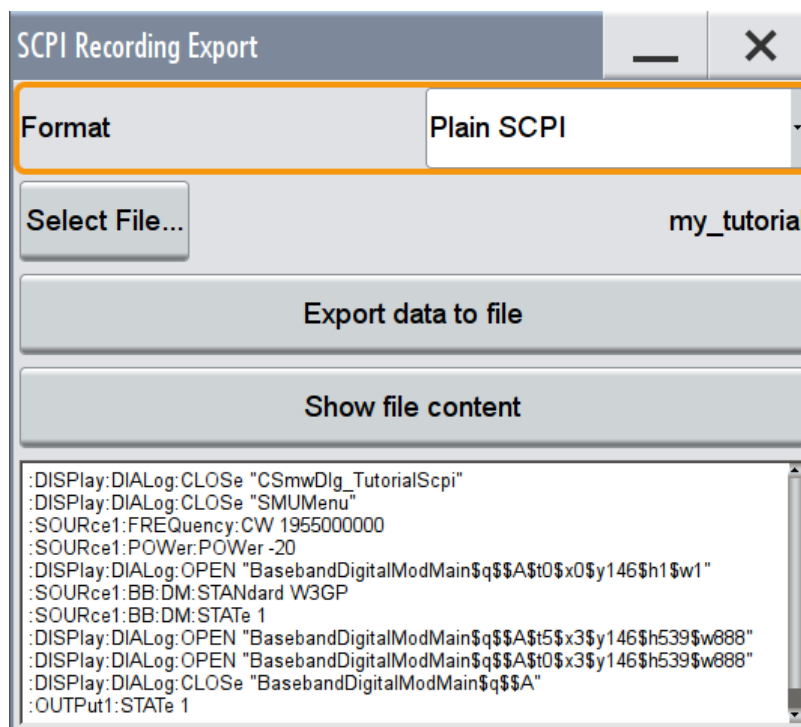 SCPI Recording Export
Format
Plain SCPI
Select File...
my_tutorial
Export data to file
Show file content
:DISPlay:DIALog:CLOSe "CSmwDlg_TutorialScpi"
:DISPlay:DIALog:CLOSe "SMUMenu"
:SOURce1:FREQuency:CW 1955000000
:SOURce1:POWer:POWer -20
:DISPlay:DIALog:OPEN "BasebandDigitalModMain$q$$A$t0$x0$y146$h1$w1"
:SOURce1:BB:DM:STANdard W3GP
:SOURce1:BB:DM:STATe 1
:DISPlay:DIALog:OPEN "BasebandDigitalModMain$q$$A$t5$x3$y146$h539$w888"
:DISPlay:DIALog:OPEN "BasebandDigitalModMain$q$$A$t0$x3$y146$h539$w888"
:DISPlay:DIALog:CLOSe "BasebandDigitalModMain$q$$A"
:OUTPut1:STATe 1